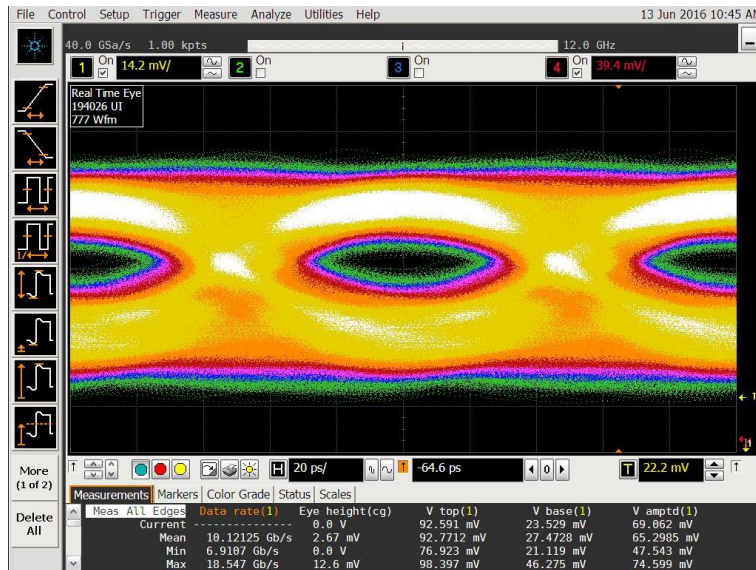 File Control Setup Trigger Measure Analyze Utilities Help 13 Jun 2016 10:45 AM
40.0 GSa/s 1.00 kpts 12.0 GHz
1 On 14.2 mV/ 2 On 3 On 4 On 39.4 mV/
Real Time Eye
194026 UI
777 Wfm
1/
T
More
(1 of 2)
Delete
All
H 20 ps/ -64.6 ps 0 T 22.2 mV
Measurements Markers Color Grade Status Scales
Meas All Edges Data rate(1) Eye height(cg) V top(1) V base(1) V amptd(1)
Current --------------- 0.0 V 92.591 mV 23.529 mV 69.062 mV
Mean 10.12125 Gb/s 2.67 mV 92.7712 mV 27.4728 mV 65.2985 mV
Min 6.9107 Gb/s 0.0 V 76.923 mV 21.119 mV 47.543 mV
Max 18.547 Gb/s 12.6 mV 98.397 mV 46.275 mV 74.599 mV